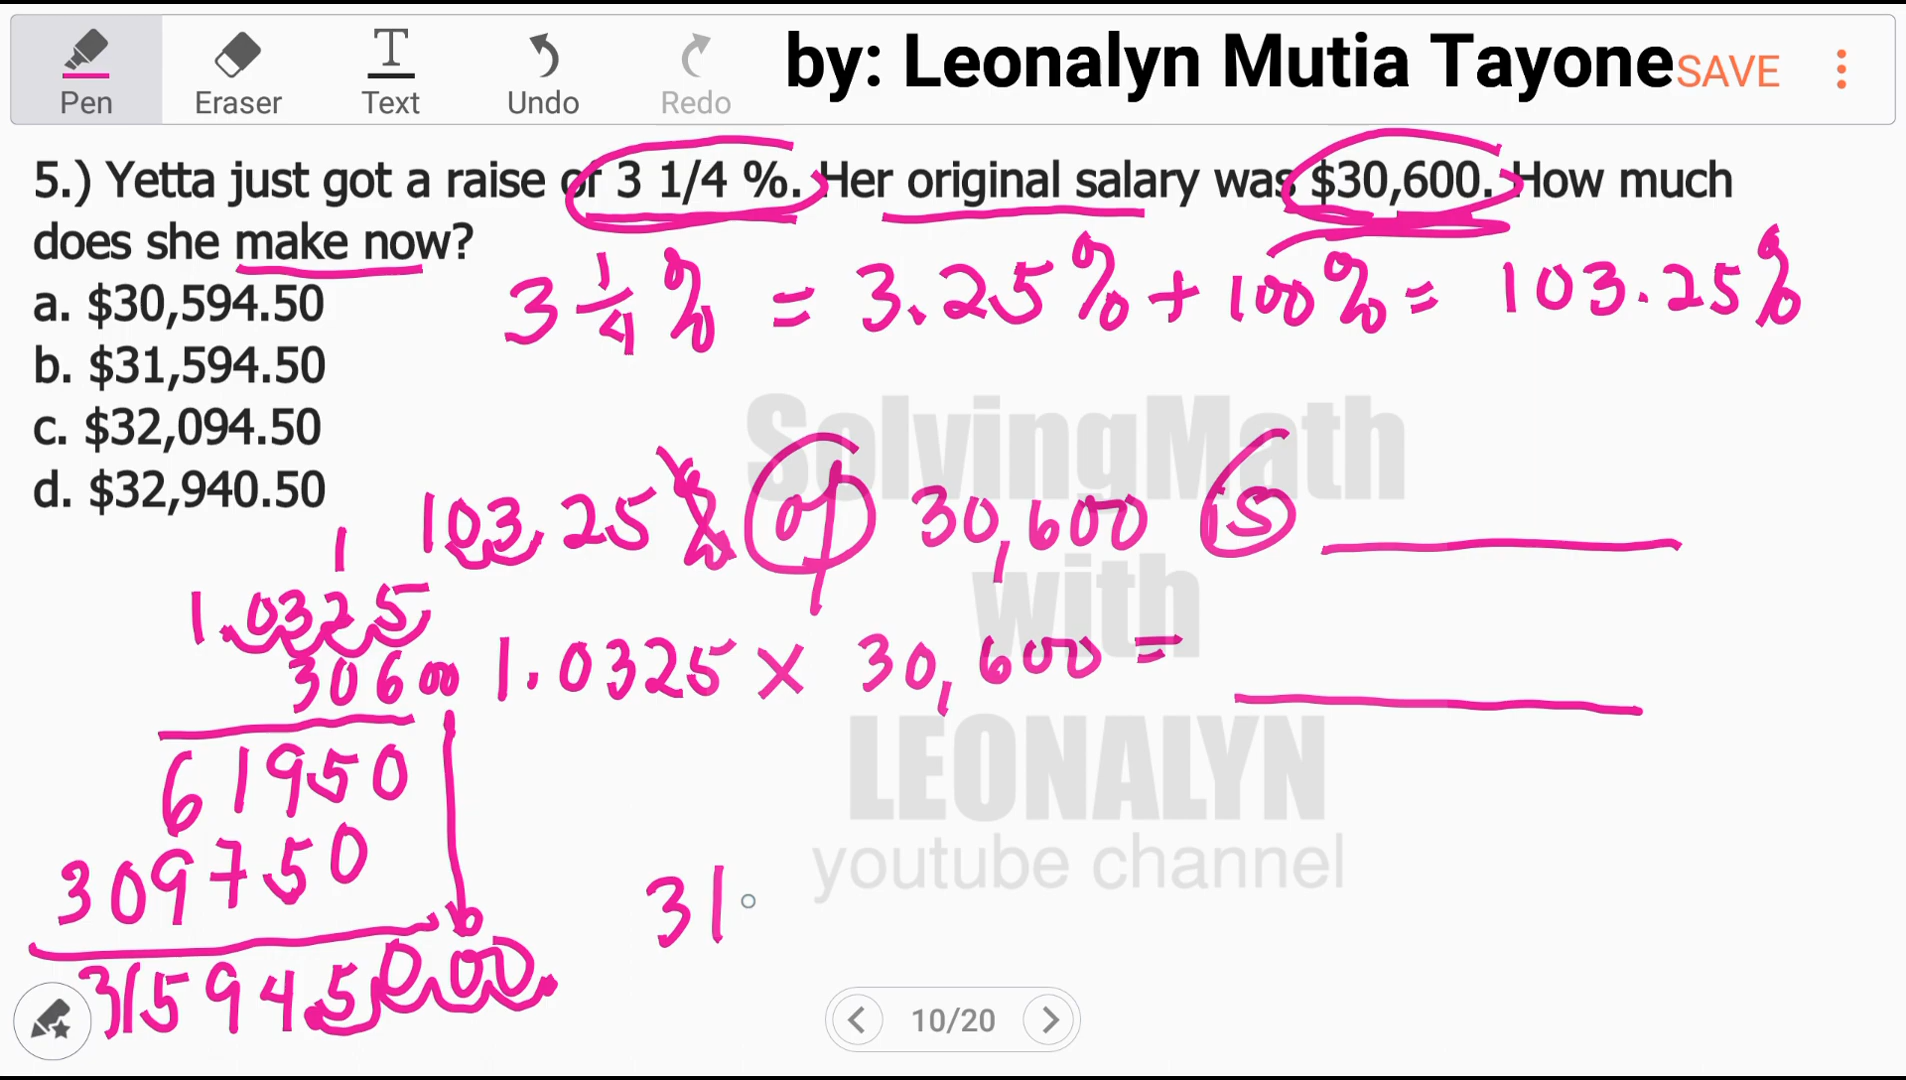 Pen Eraser Text Undo Redo by: Leonalyn Mutia Tayone SAVE
5.) Yetta just got a raise of 3 1/4 %. Her original salary was $30,600. How much
does she make now?
a. $30,594.50
b. $31,594.50
c. $32,094.50
d. $32,940.50
3 1/4 % = 3.25% + 100% = 103.25%
SolvingMath
with
LEONALYN
youtube channel
103.25% of 30,600 is
1
1.0325
30600
1.0325 x 30,600 =
61950
309750
315945000.
31
10/20